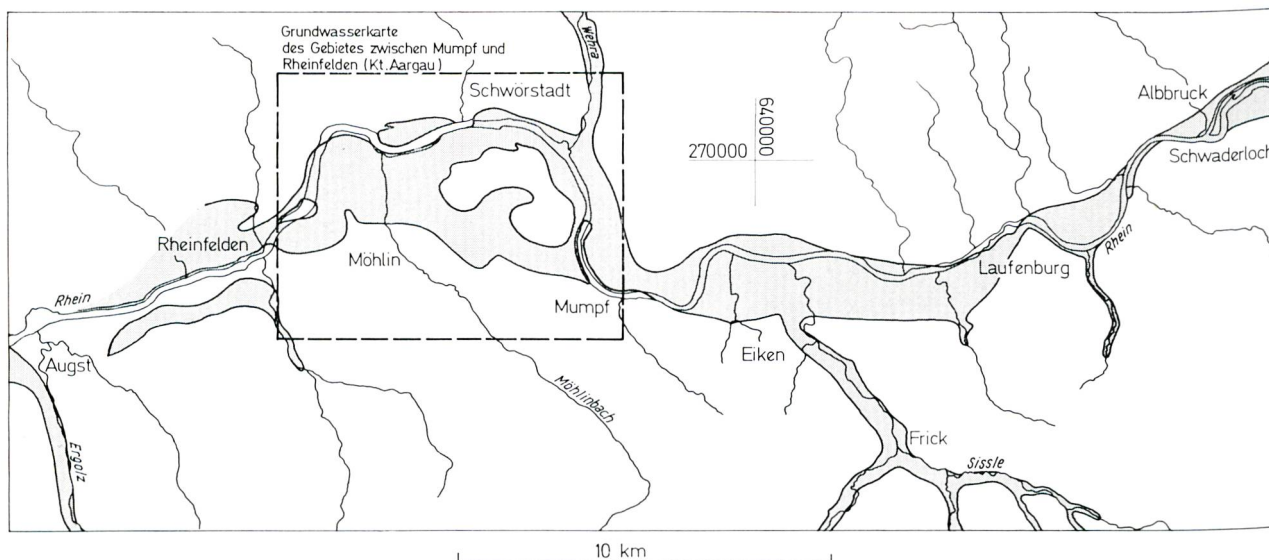 Grundwasserkarte
des Gebietes zwischen Mumpf und
Rheinfelden (Kt. Aargau)
Wehra
Schwörstadt
Albbruck
640000
270000
Schwaderloch
Rheinfelden
Möhlin
Laufenburg
Rhein
Rhein
Mumpf
Augst
Eiken
Möhlinbach
Ergolz
Frick
Sissle
10 km